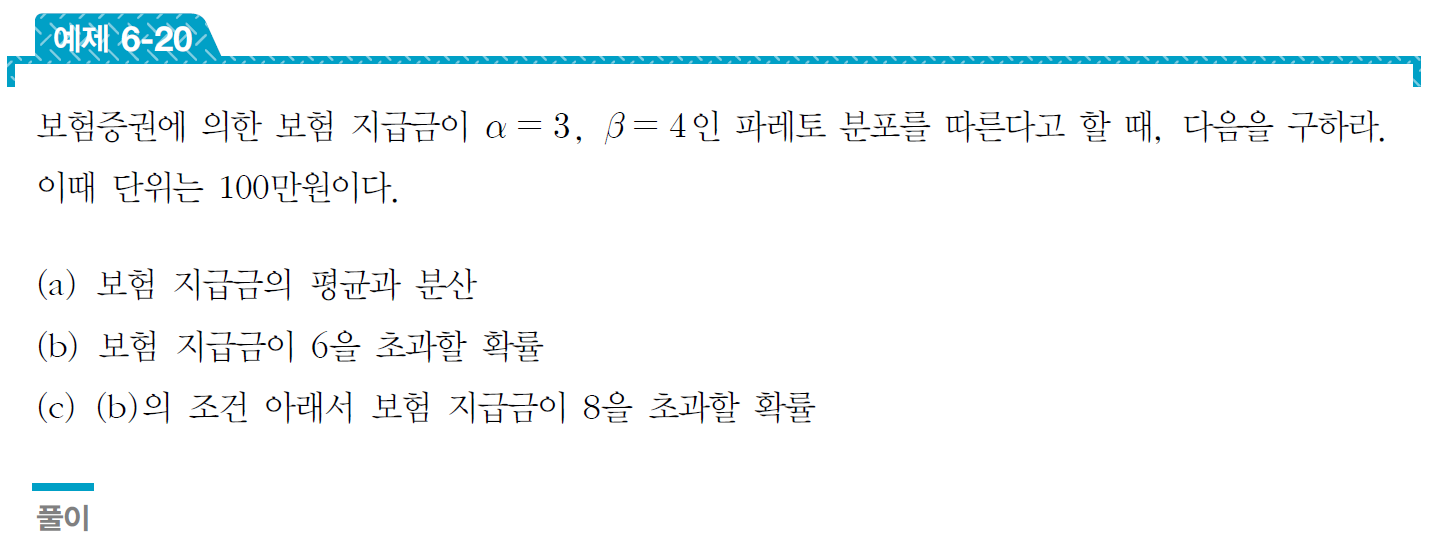 예제 6-20
보험증권에 의한 보험 지급금이 α = 3, β = 4인 파레토 분포를 따른다고 할 때, 다음을 구하라.
이때 단위는 100만원이다.
(a) 보험 지급금의 평균과 분산
(b) 보험 지급금이 6을 초과할 확률
(c) (b)의 조건 아래서 보험 지급금이 8을 초과할 확률
풀이